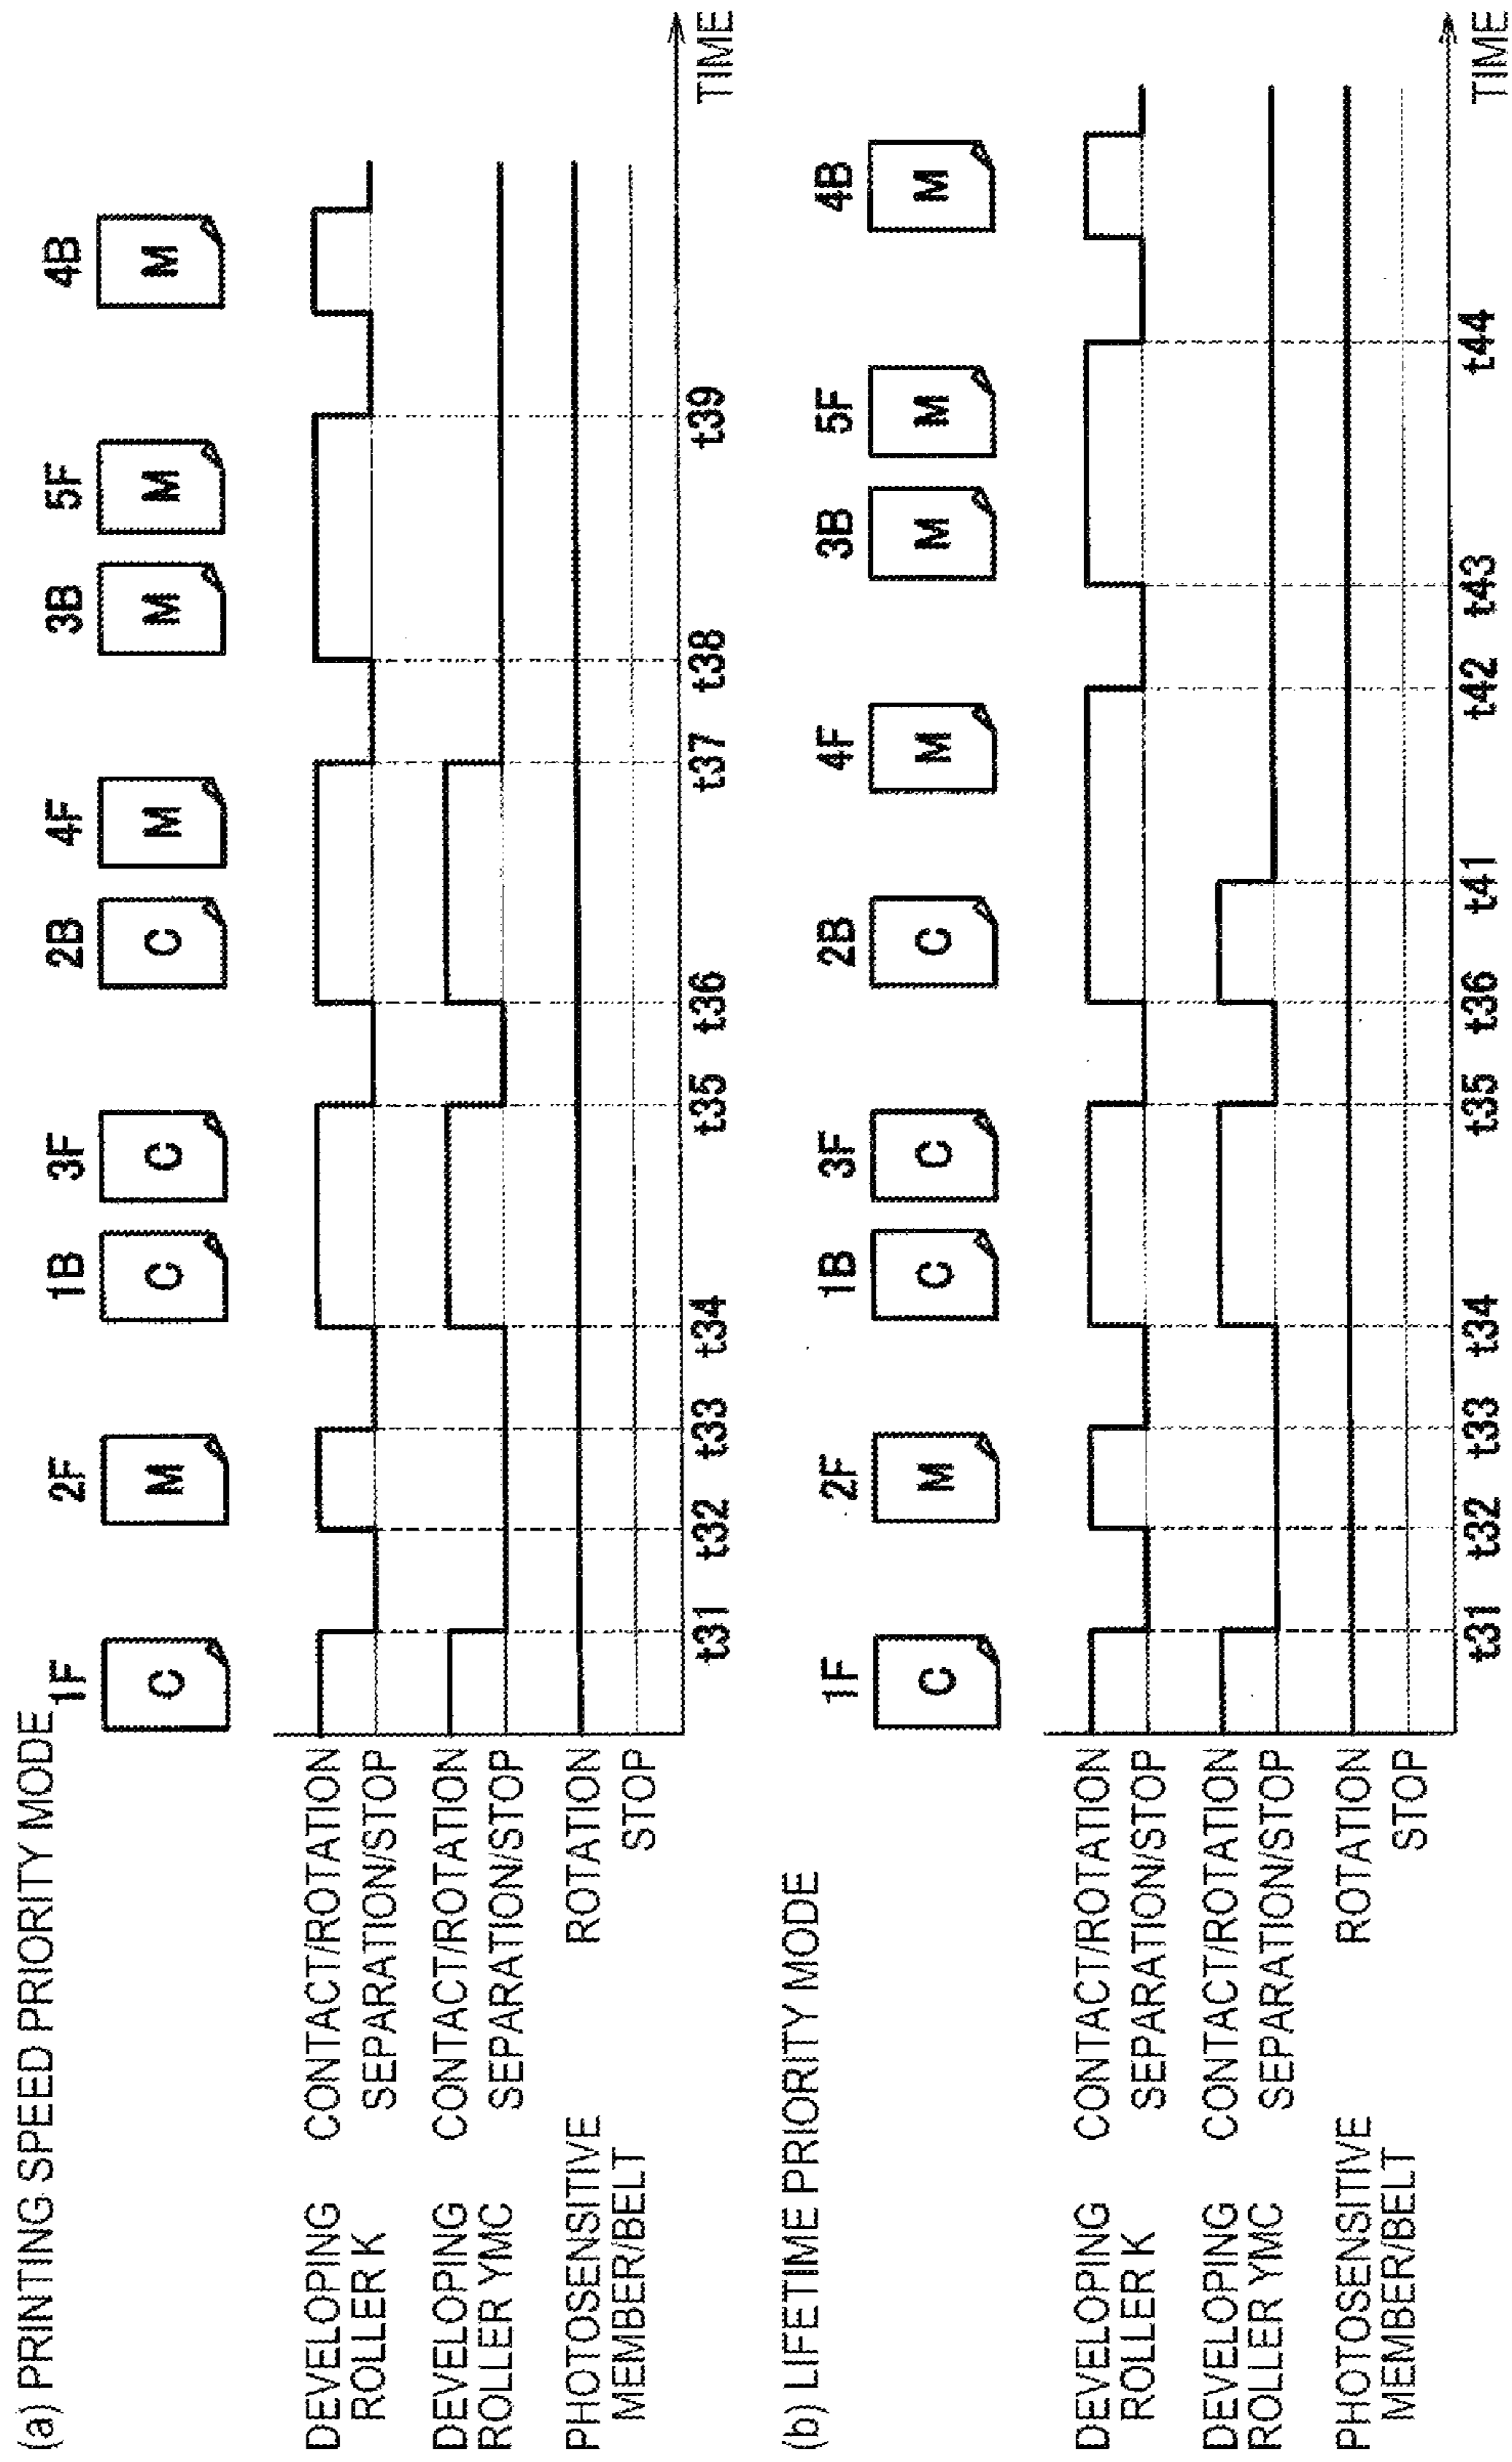 (a) PRINTING SPEED PRIORITY MODE
1F 2F 1B 3F 2B 4F 3B 5F 4B
C M C C C M M M M
DEVELOPING ROLLER K
CONTACT/ROTATION
SEPARATION/STOP
DEVELOPING ROLLER YMC
CONTACT/ROTATION
SEPARATION/STOP
PHOTOSENSITIVE MEMBER/BELT
ROTATION
STOP
t31 t32 t33 t34 t35 t36 t37 t38 t39
TIME
(b) LIFETIME PRIORITY MODE
1F 2F 1B 3F 2B 4F 3B 5F 4B
C M C C C M M M M
DEVELOPING ROLLER K
CONTACT/ROTATION
SEPARATION/STOP
DEVELOPING ROLLER YMC
CONTACT/ROTATION
SEPARATION/STOP
PHOTOSENSITIVE MEMBER/BELT
ROTATION
STOP
t31 t32 t33 t34 t35 t36 t41 t42 t43 t44
TIME